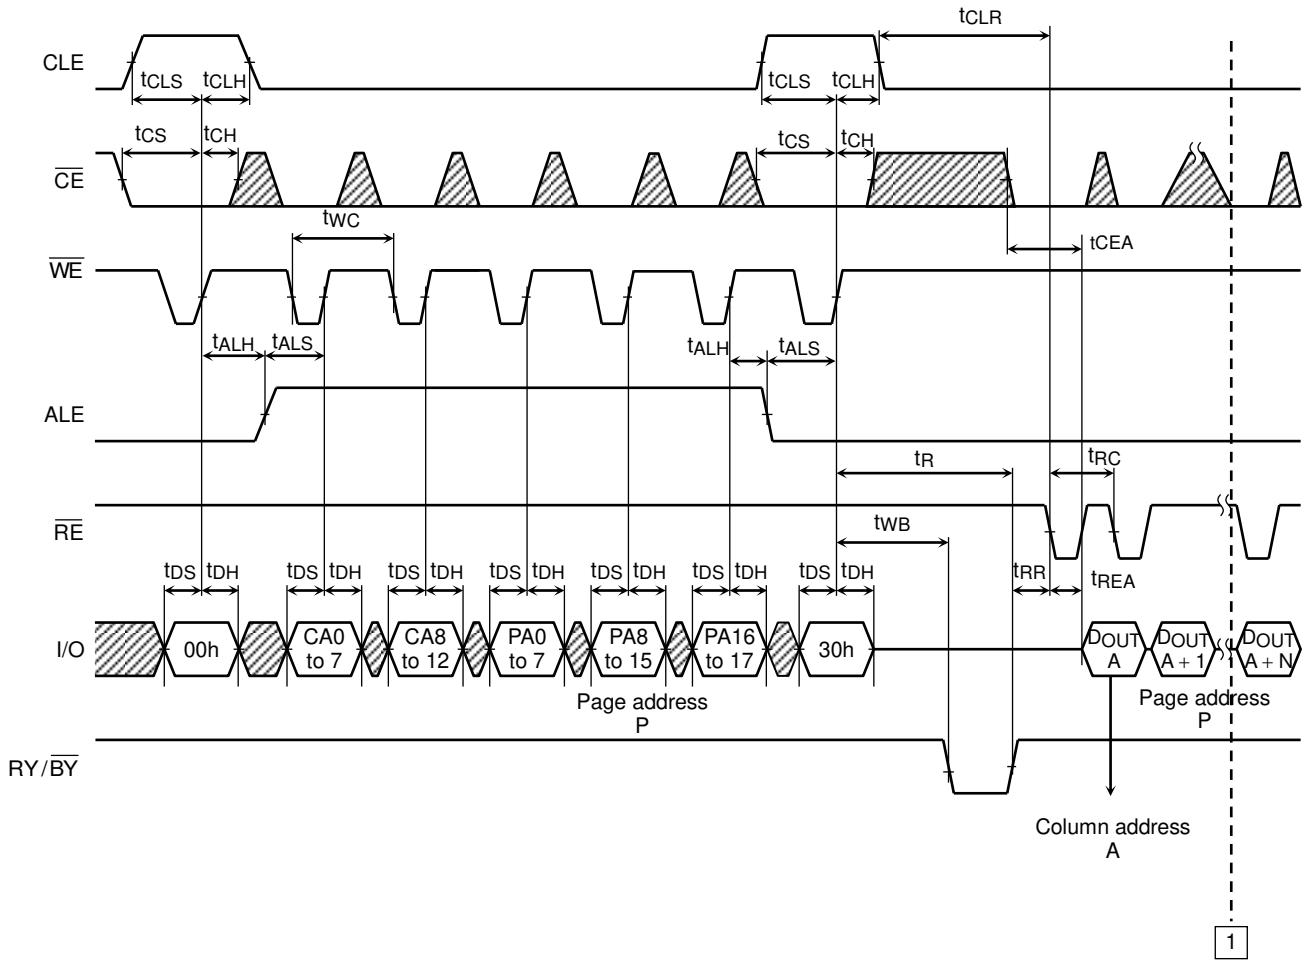 tCLR
CLE
tCLS tCLH tCLS tCLH
tCS tCH tCS tCH
CE
tWC
tCEA
WE
tALH tALS tALH tALS
ALE
tR tRC
RE
tWB
tDS tDH tDS tDH tDS tDH tDS tDH tDS tDH tDS tDH tDS tDH tRR tREA
I/O 00h CA0 to 7 CA8 to 12 PA0 to 7 PA8 to 15 PA16 to 17 30h DOUT A DOUT A + 1 DOUT A + N
Page address P Page address P
RY/BY
Column address
A
1